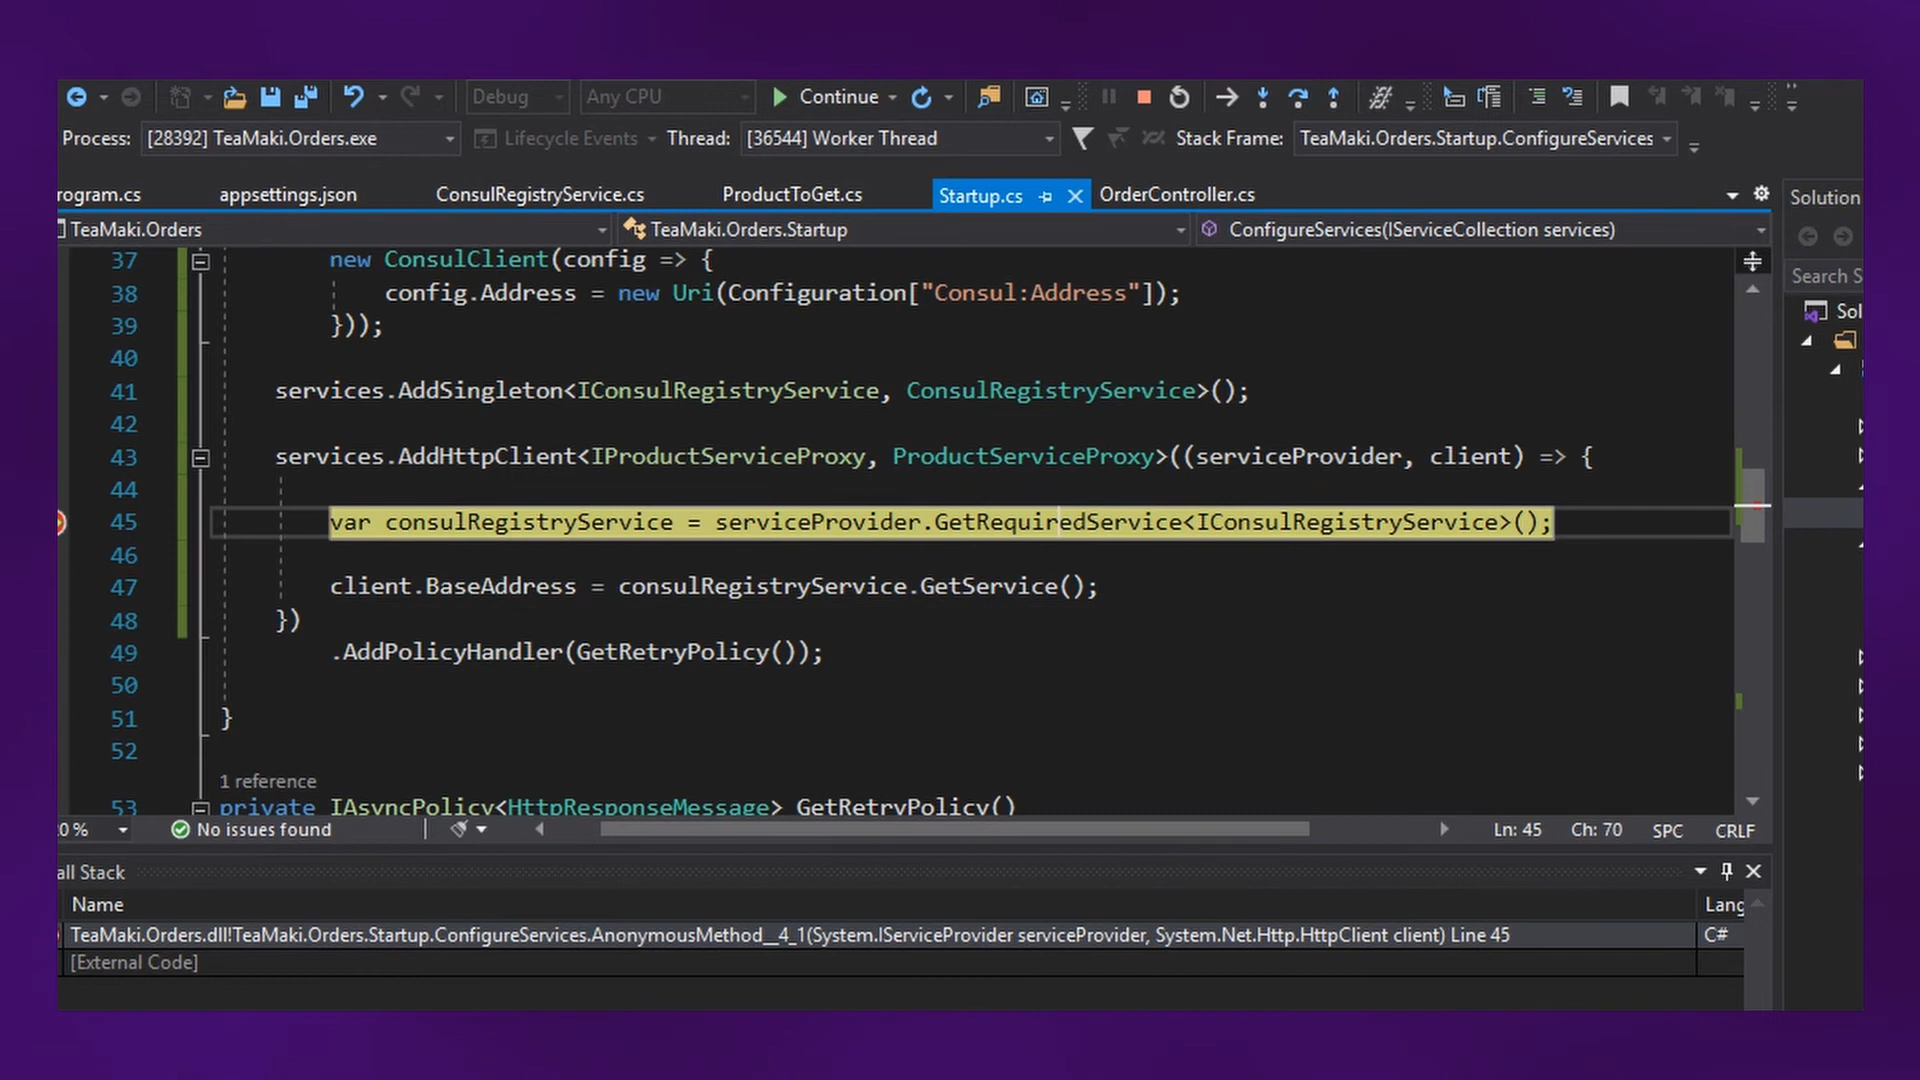 Debug Any CPU Continue
Process: [28392] TeaMaki.Orders.exe Lifecycle Events Thread: [36544] Worker Thread Stack Frame: TeaMaki.Orders.Startup.ConfigureServices
rogram.cs appsettings.json ConsulRegistryService.cs ProductToGet.cs Startup.cs OrderController.cs Solution
TeaMaki.Orders TeaMaki.Orders.Startup ConfigureServices(IServiceCollection services)
37 new ConsulClient(config => {
38 config.Address = new Uri(Configuration["Consul:Address"]);
39 }));
40
41 services.AddSingleton<IConsulRegistryService, ConsulRegistryService>();
42
43 services.AddHttpClient<IProductServiceProxy, ProductServiceProxy>((serviceProvider, client) => {
44
45 var consulRegistryService = serviceProvider.GetRequiredService<IConsulRegistryService>();
46
47 client.BaseAddress = consulRegistryService.GetService();
48 })
49 .AddPolicyHandler(GetRetryPolicy());
50
51 }
52
1 reference
53 private IAsyncPolicy<HttpResponseMessage> GetRetryPolicy()
Search S
Sol
0 % No issues found Ln: 45 Ch: 70 SPC CRLF
all Stack
Name Lang
TeaMaki.Orders.dll!TeaMaki.Orders.Startup.ConfigureServices.AnonymousMethod__4_1(System.IServiceProvider serviceProvider, System.Net.Http.HttpClient client) Line 45 C#
[External Code]